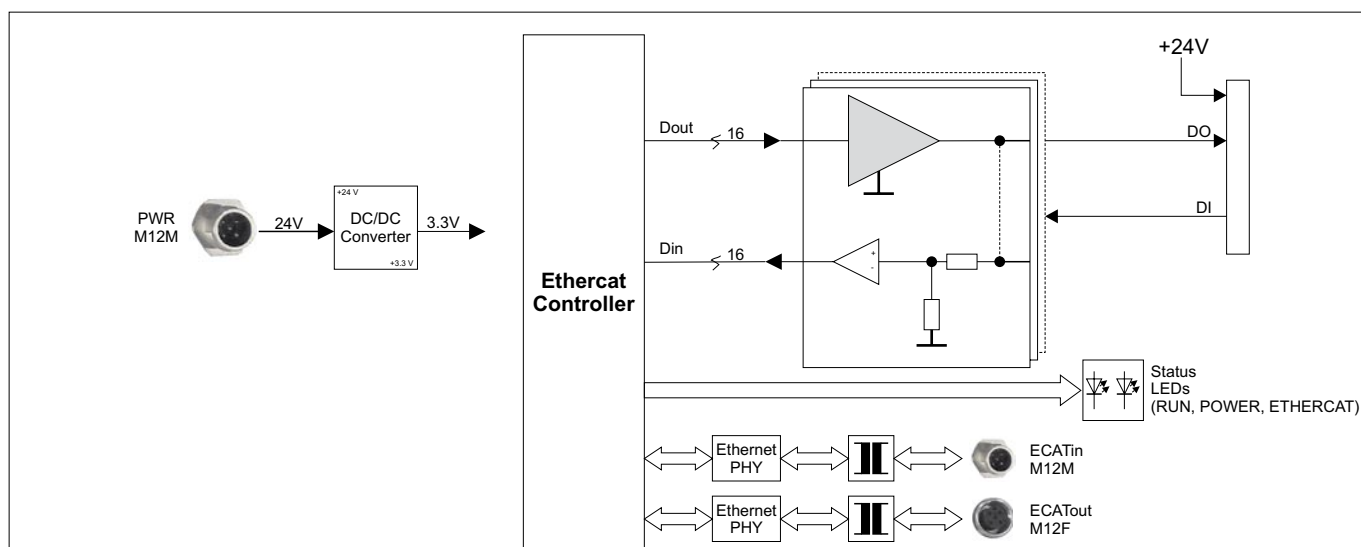 +24V
Dout
16
DO
PWR
M12M
24V
+24 V
DC/DC
Converter
+3.3 V
3.3V
DI
Din
16
+
-
Ethercat
Controller
Status
LEDs
(RUN, POWER, ETHERCAT)
Ethernet
PHY
ECATin
M12M
Ethernet
PHY
ECATout
M12F